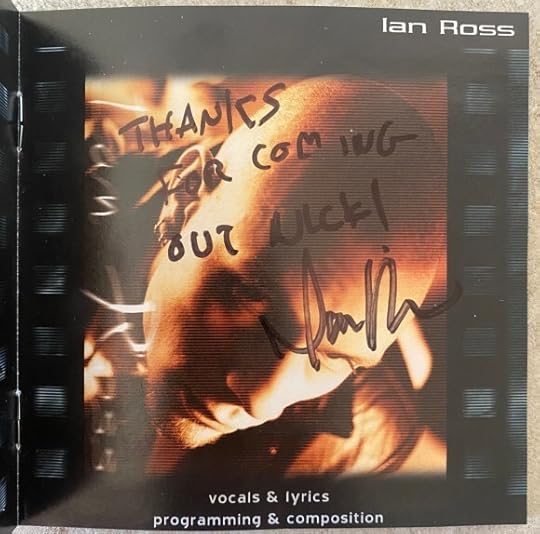 Ian Ross
THANKS
FOR COMING
OUT NICK!
vocals & lyrics
programming & composition